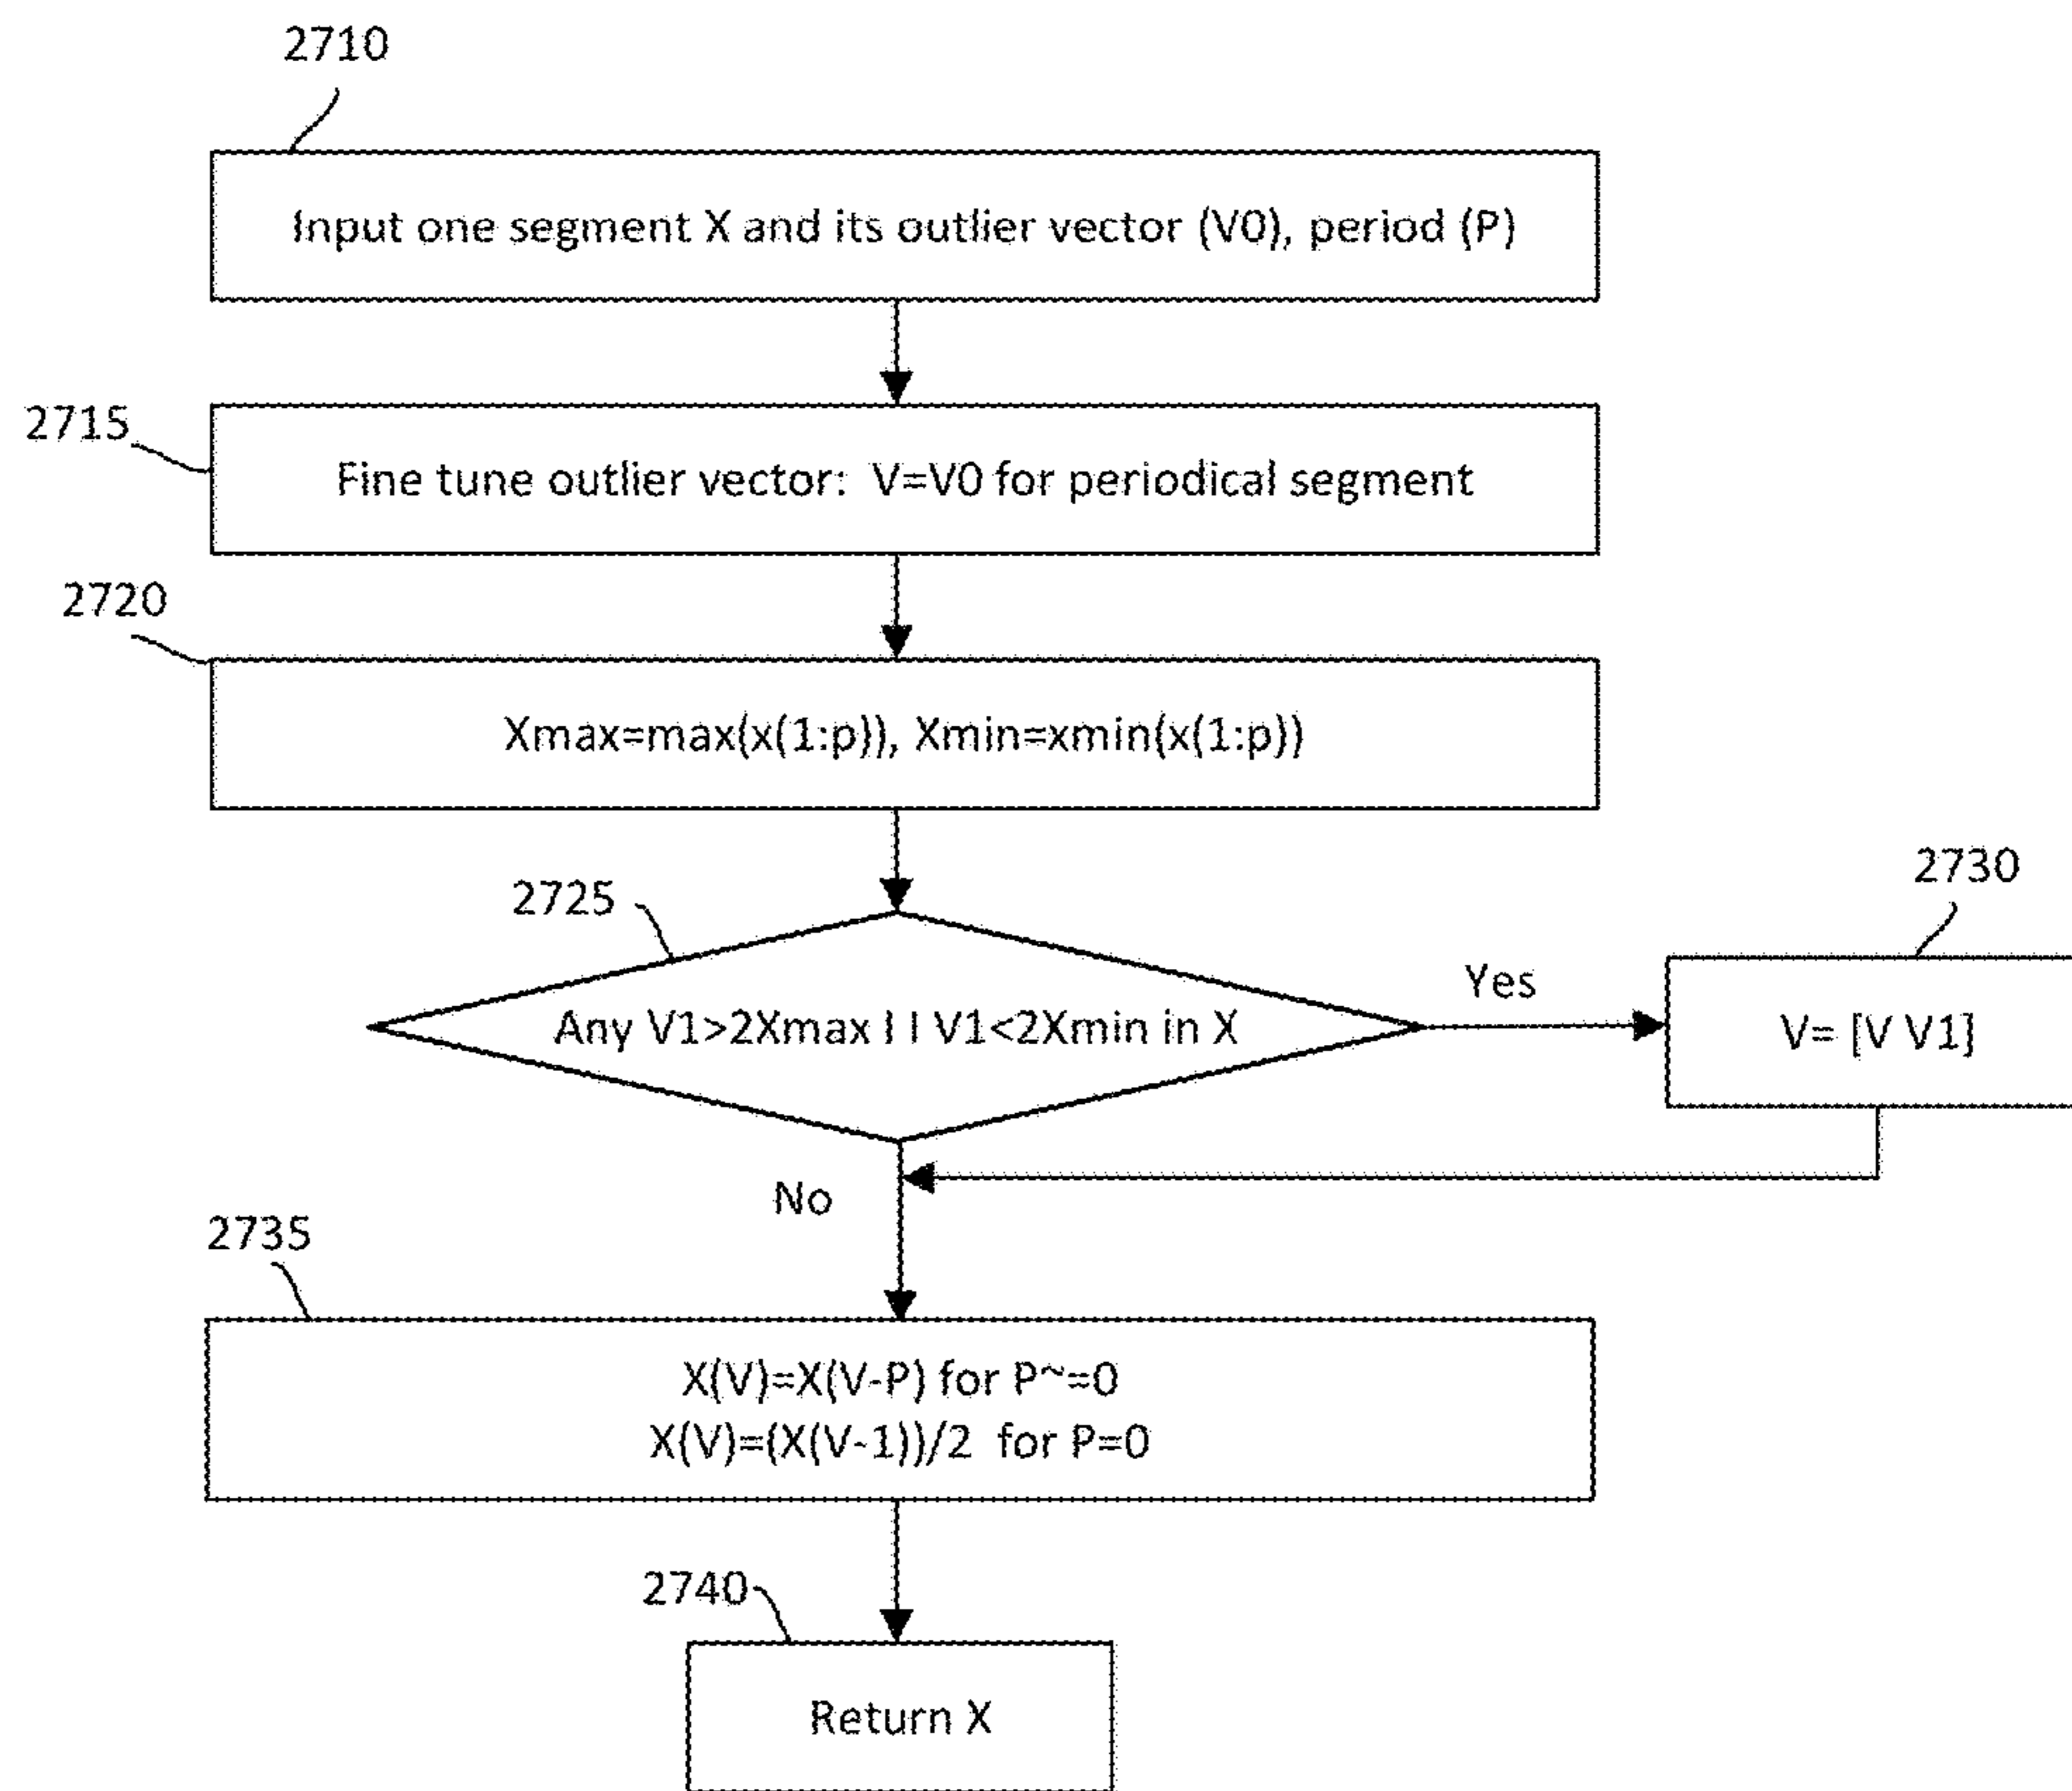 2710
Input one segment X and its outlier vector (V0), period (P)
2715
Fine tune outlier vector: V=V0 for periodical segment
2720
Xmax=max(x(1:p)), Xmin=xmin(x(1:p))
2725
Any V1>2Xmax I I V1<2Xmin in X
Yes
2730
V= [V V1]
No
2735
X(V)=X(V-P) for P~=0
X(V)=(X(V-1))/2 for P=0
2740
Return X